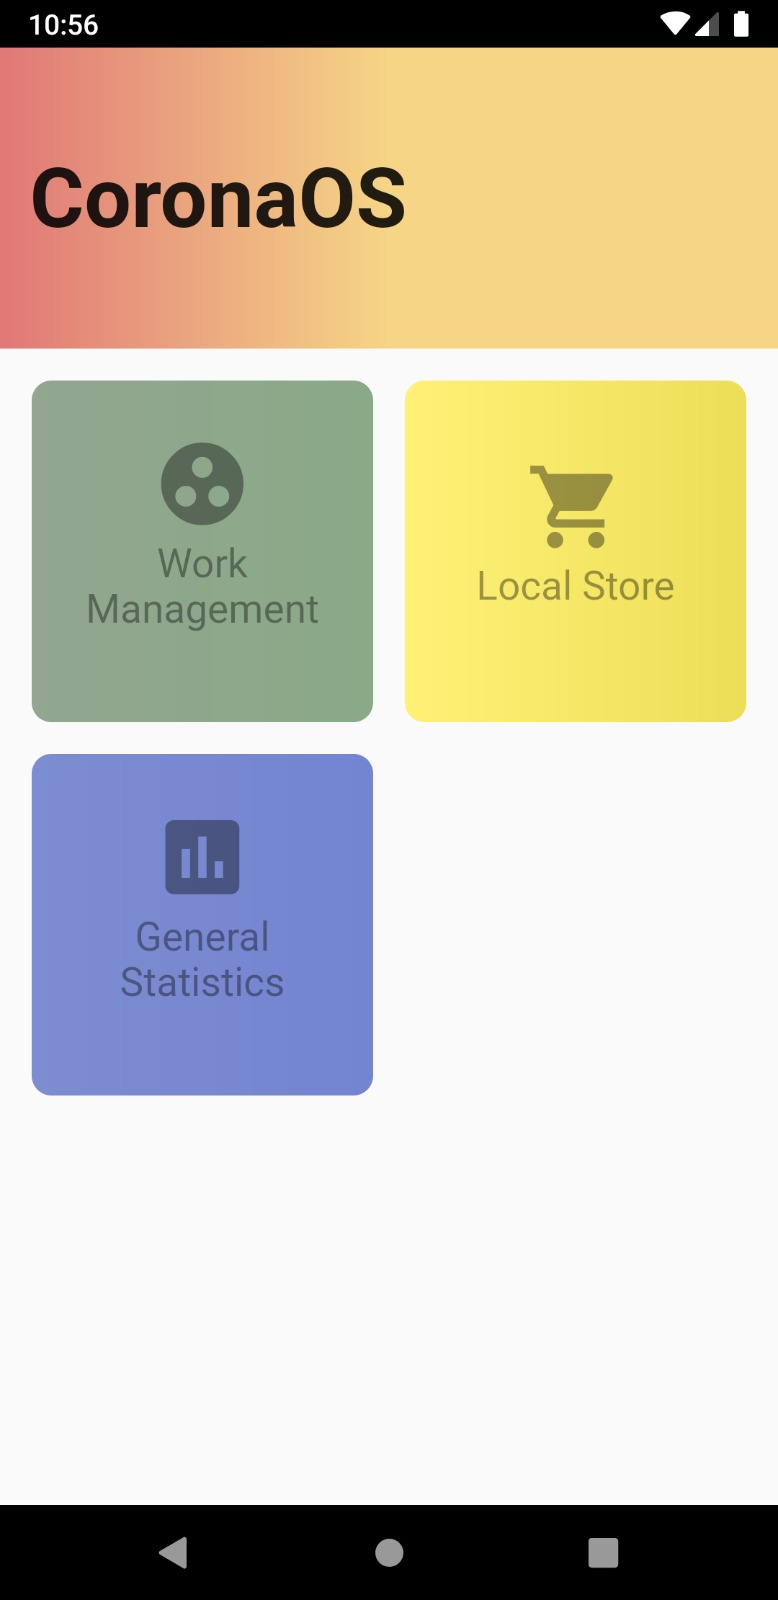 10:56
CoronaOS
Work
Management
Local Store
General
Statistics